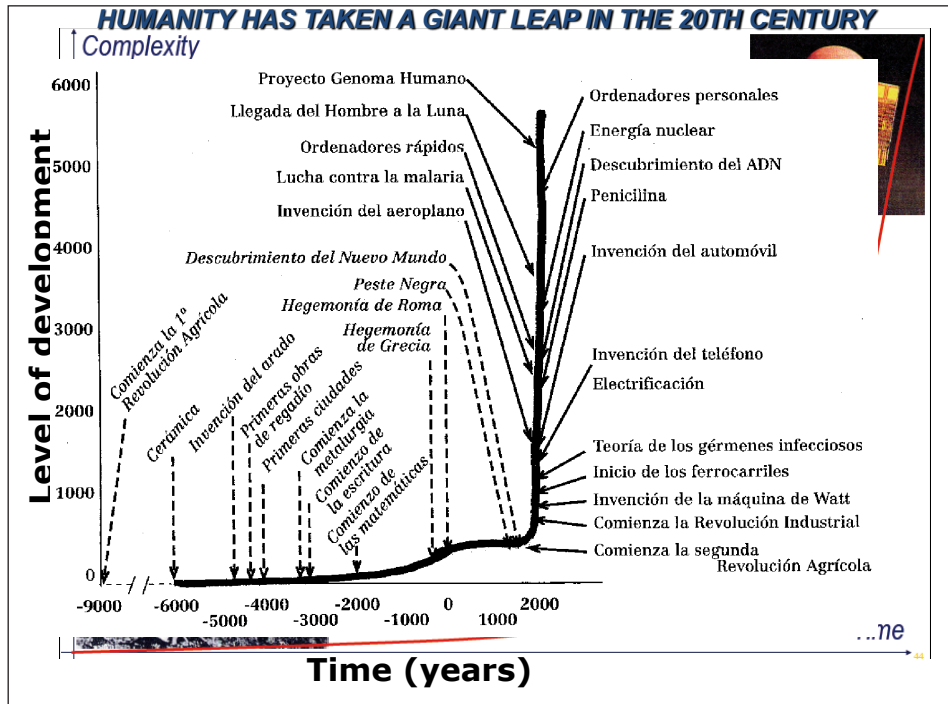 HUMANITY HAS TAKEN A GIANT LEAP IN THE 20TH CENTURY
Complexity
Level of development
6000
5000
4000
3000
2000
1000
0
Proyecto Genoma Humano
Llegada del Hombre a la Luna
Ordenadores rápidos
Lucha contra la malaria
Invención del aeroplano
Descubrimiento del Nuevo Mundo
Peste Negra
Hegemonía de Roma
Hegemonía
de Grecia
Comienza la 1º
Revolución Agrícola
Cerámica
Invención del arado
Primeras obras
de regadío
Primeras ciudades
Comienza la
metalurgia
Comienzo de
la escritura
Comienzo de
las matemáticas
Ordenadores personales
Energía nuclear
Descubrimiento del ADN
Penicilina
Invención del automóvil
Invención del teléfono
Electrificación
Teoría de los gérmenes infecciosos
Inicio de los ferrocarriles
Invención de la máquina de Watt
Comienza la Revolución Industrial
Comienza la segunda
Revolución Agrícola
-9000
-6000
-5000
-4000
-3000
-2000
-1000
0
1000
2000
Time (years)
44